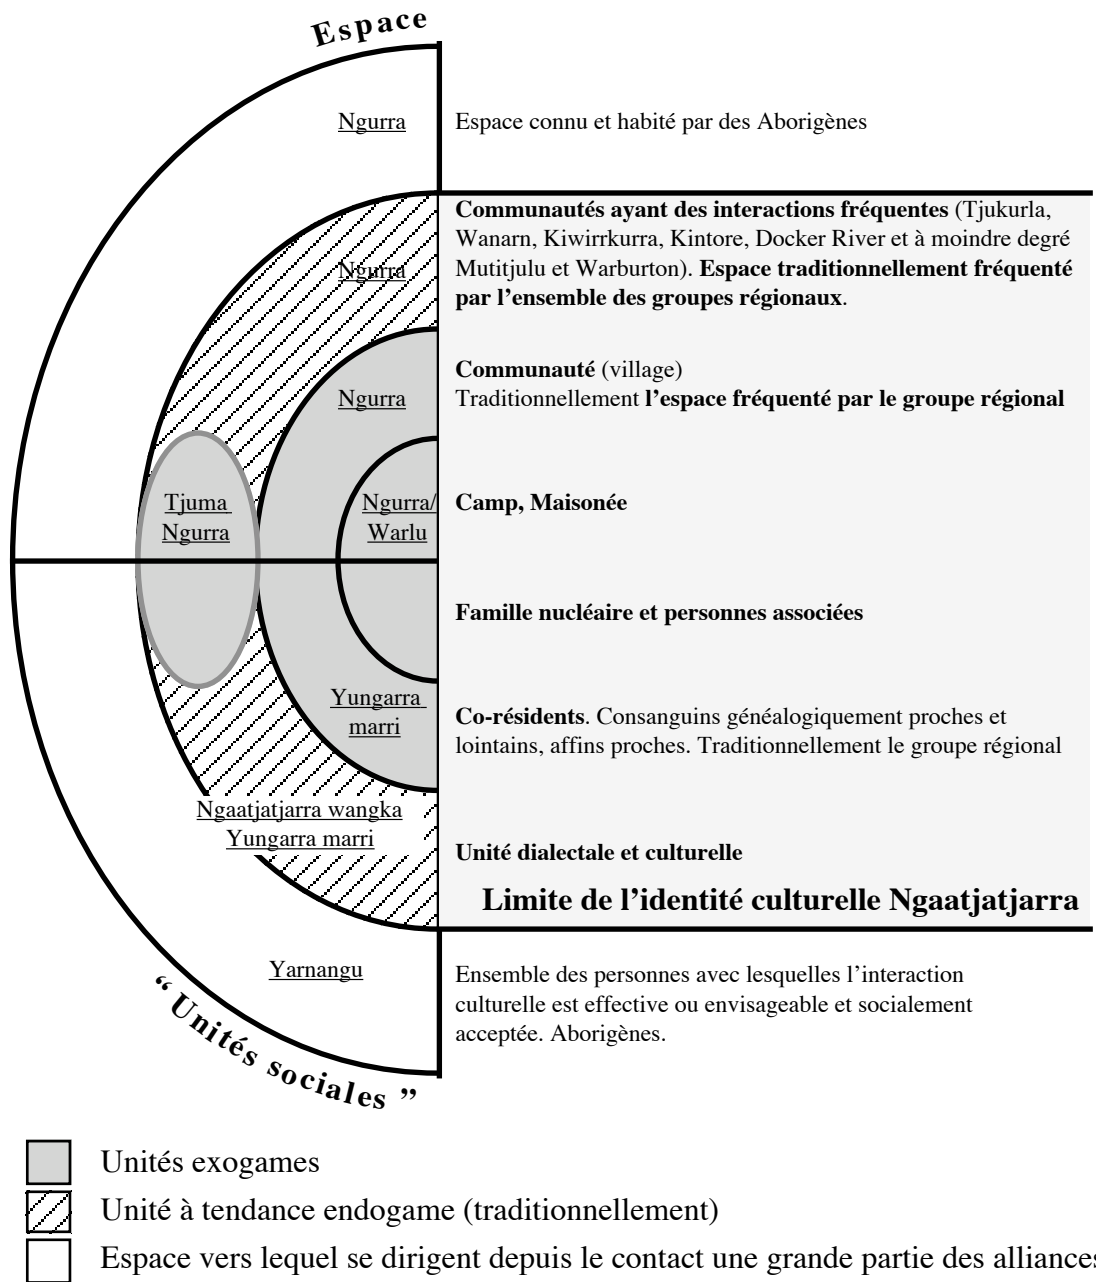 Espace
Ngurra
Espace connu et habité par des Aborigènes
Communautés ayant des interactions fréquentes (Tjukurla,
Wanarn, Kiwirrkurra, Kintore, Docker River et à moindre degré
Mutitjulu et Warburton). Espace traditionnellement fréquenté
par l’ensemble des groupes régionaux.
Ngurra
Communauté (village)
Traditionnellement l’espace fréquenté par le groupe régional
Ngurra
Tjuma
Ngurra
Ngurra/
Warlu
Camp, Maisonée
Famille nucléaire et personnes associées
Yungarra
marri
Co-résidents. Consanguins généalogiquement proches et
lointains, affins proches. Traditionnellement le groupe régional
Ngaatjatjarra wangka
Yungarra marri
Unité dialectale et culturelle
Limite de l’identité culturelle Ngaatjatjarra
Yarnangu
Ensemble des personnes avec lesquelles l’interaction
culturelle est effective ou envisageable et socialement
acceptée. Aborigènes.
“ Unités sociales ”
Unités exogames
Unité à tendance endogame (traditionnellement)
Espace vers lequel se dirigent depuis le contact une grande partie des alliances